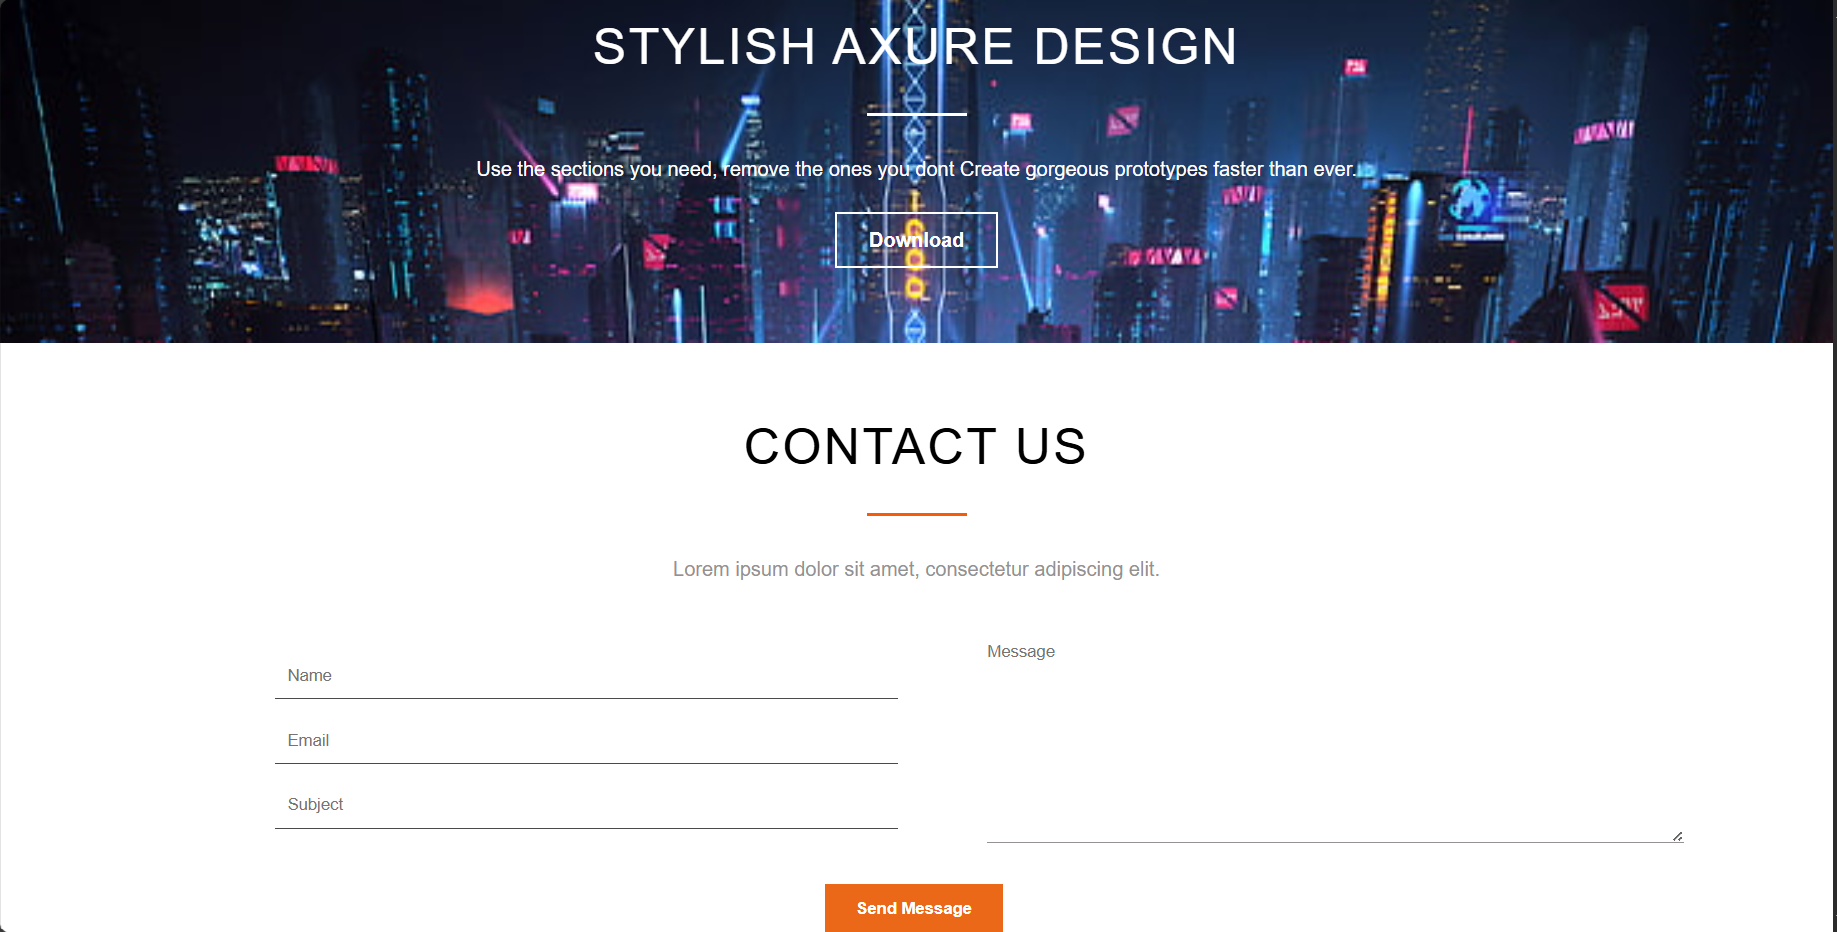 STYLISH AXURE DESIGN
Use the sections you need, remove the ones you dont Create gorgeous prototypes faster than ever.
Download
CONTACT US
Lorem ipsum dolor sit amet, consectetur adipiscing elit.
Message
Name
Email
Subject
Send Message